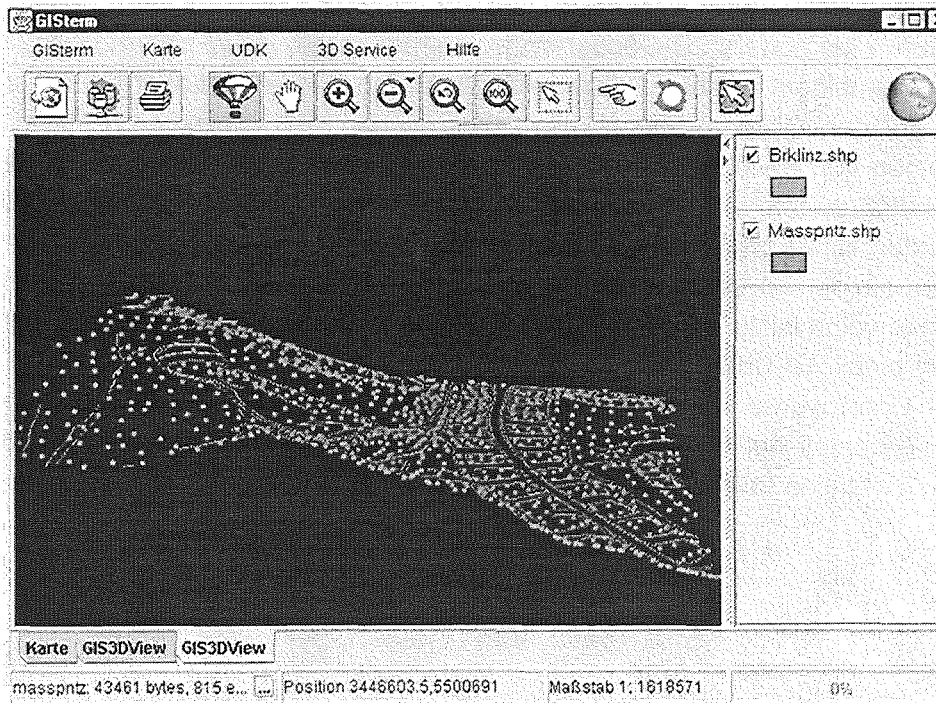 GISterm
GISterm Karte UDK 3D Service Hilfe
100
Brklinz.shp
Masspntz.shp
Karte GIS3DView GIS3DView
masspntz: 43461 bytes, 815 e... ... Position 3446603.5,5500691 Maßstab 1: 1618571 0%